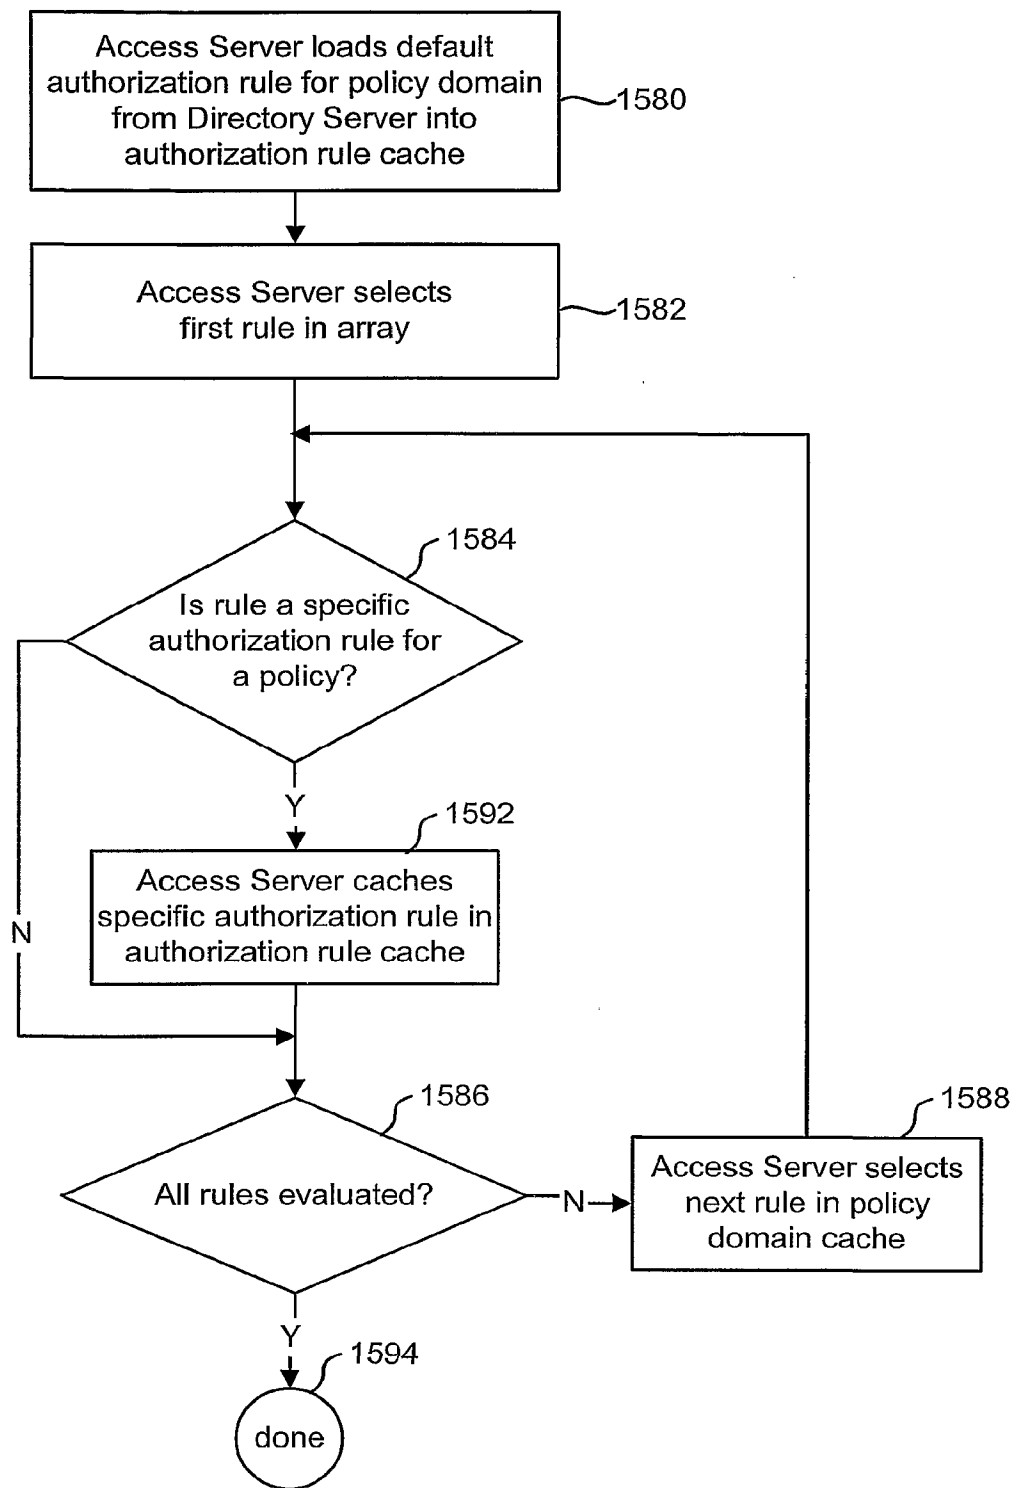 Access Server loads default
authorization rule for policy domain
from Directory Server into
authorization rule cache
1580
Access Server selects
first rule in array
1582
1584
Is rule a specific
authorization rule for
a policy?
Y
1592
Access Server caches
specific authorization rule in
authorization rule cache
N
1586
All rules evaluated?
N
1588
Access Server selects
next rule in policy
domain cache
Y
1594
done